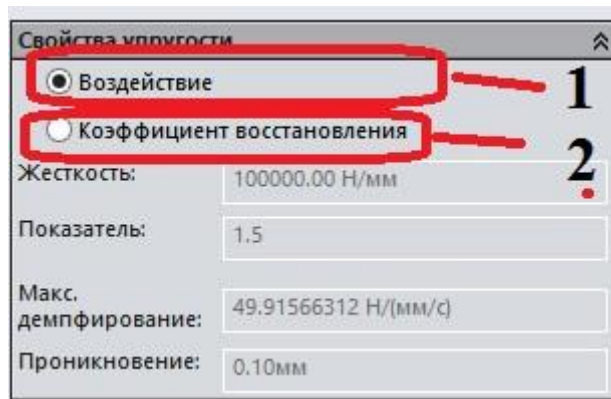 Свойства упругости
Воздействие
1
Коэффициент восстановления
2
Жесткость: 100000.00 Н/мм
Показатель: 1.5
Макс.
демпфирование: 49.91566312 Н/(мм/с)
Проникновение: 0.10мм